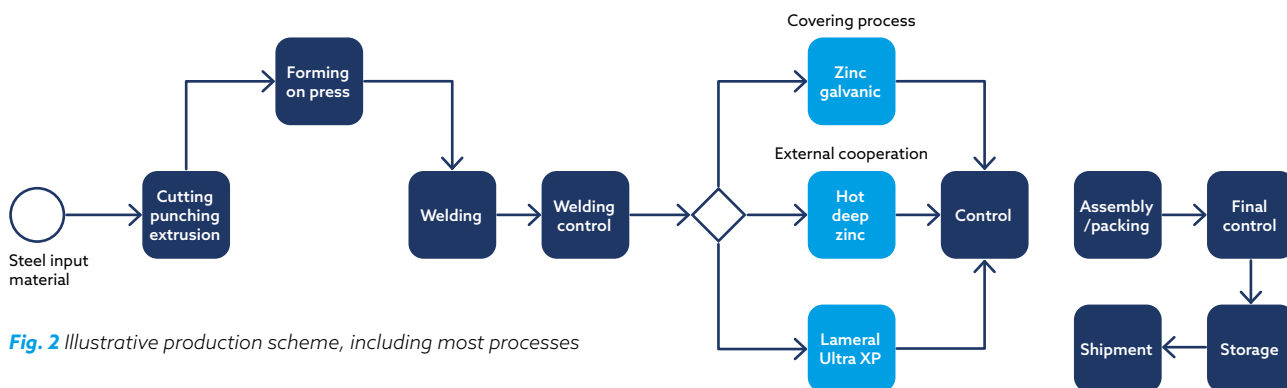 Covering process
Forming
on press
Zinc
galvanic
External cooperation
Cutting
punching
extrusion
Welding
Welding
control
Hot
deep
zinc
Control
Assembly
/packing
Final
control
Steel input
material
Lameral
Ultra XP
Shipment
Storage
Fig. 2 Illustrative production scheme, including most processes